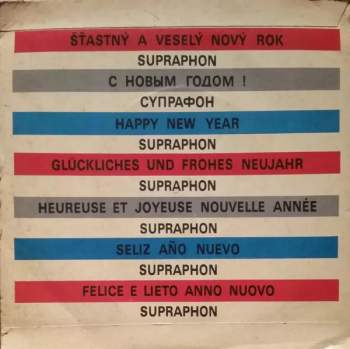 ŠŤASTNÝ A VESELÝ NOVÝ ROK
SUPRAPHON
С НОВЫМ ГОДОМ !
СУПРАФОН
HAPPY NEW YEAR
SUPRAPHON
GLÜCKLICHES UND FROHES NEUJAHR
SUPRAPHON
HEUREUSE ET JOYEUSE NOUVELLE ANNÉE
SUPRAPHON
SELIZ AÑO NUEVO
SUPRAPHON
FELICE E LIETO ANNO NUOVO
SUPRAPHON